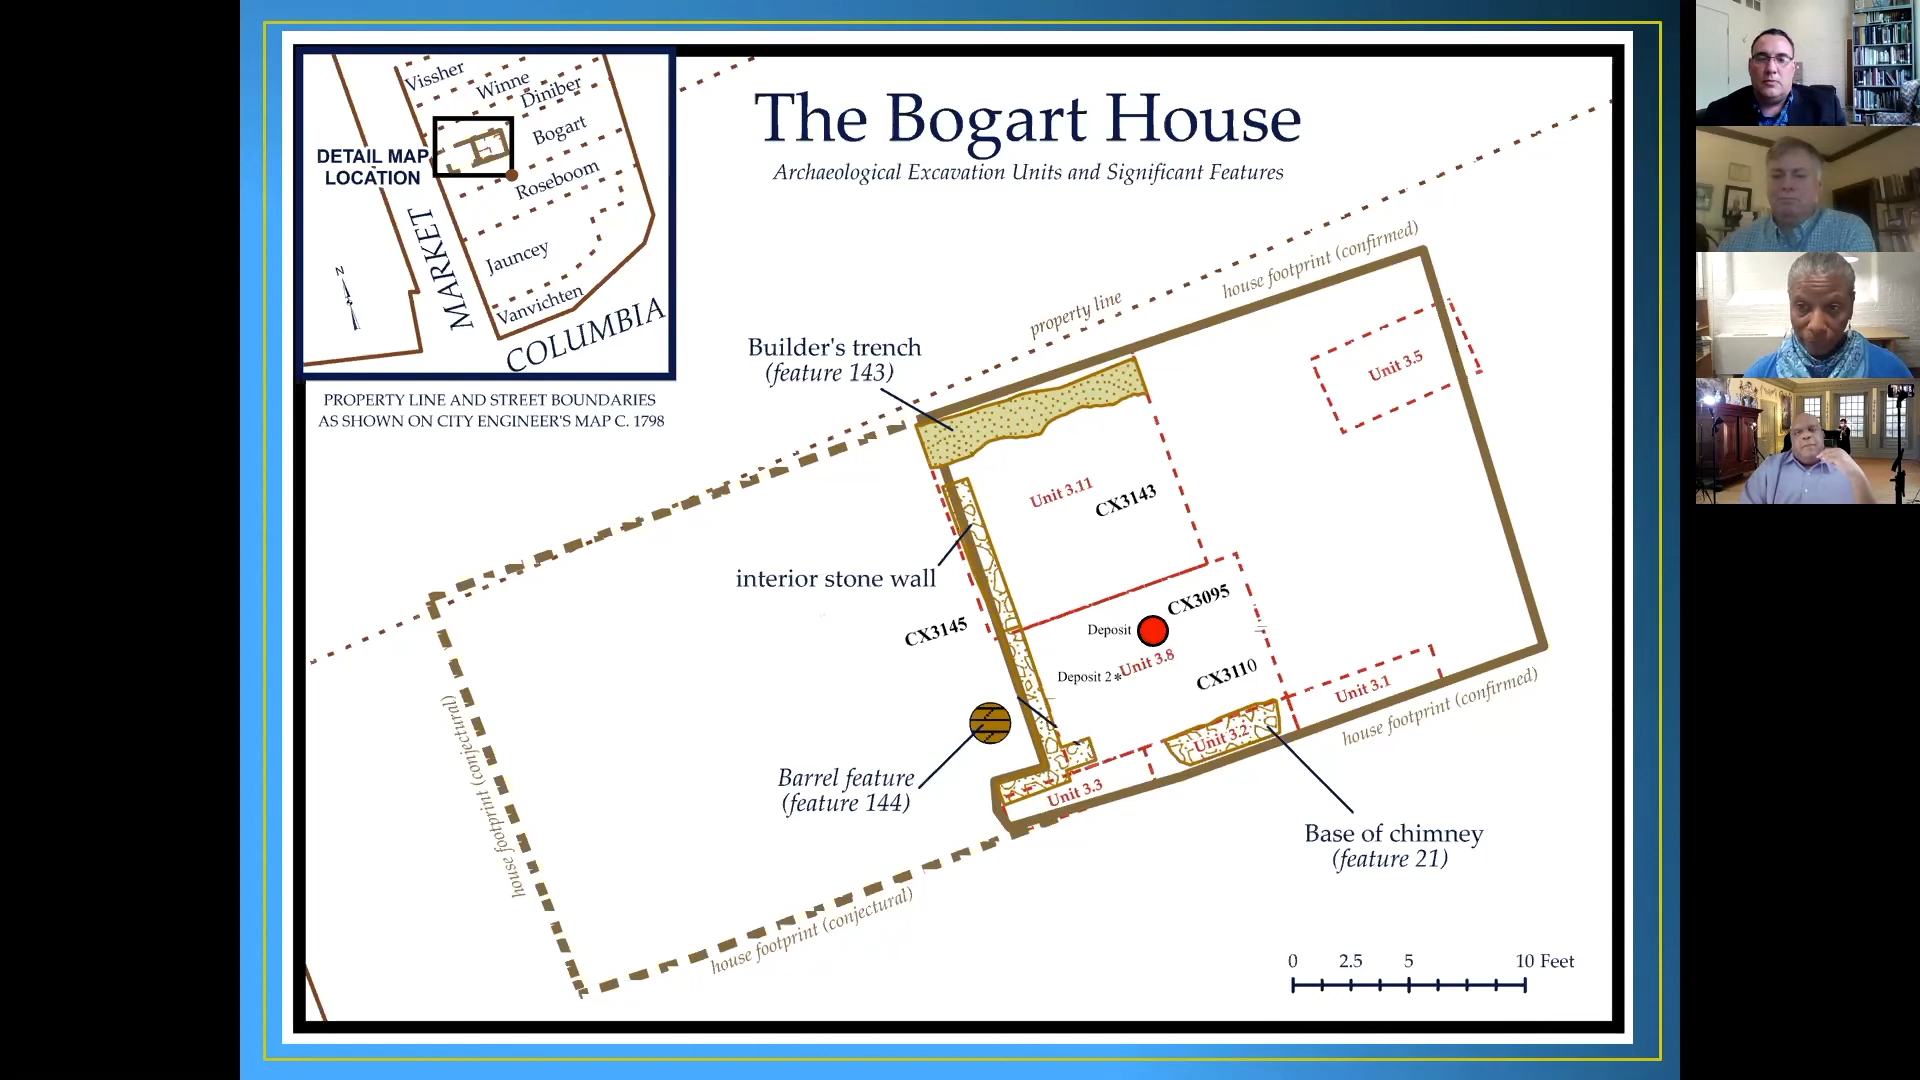 The Bogart House
Archaeological Excavation Units and Significant Features
Vissher
Winne
Diniber
Bogart
Roseboom
Jauncey
Vanvichten
DETAIL MAP
LOCATION
MARKET
COLUMBIA
N
PROPERTY LINE AND STREET BOUNDARIES
AS SHOWN ON CITY ENGINEER'S MAP C. 1798
property line
house footprint (confirmed)
Builder's trench
(feature 143)
Unit 3.5
Unit 3.11
CX3143
interior stone wall
CX3145
CX3095
Deposit
Deposit 2*
Unit 3.8
CX3110
Unit 3.1
house footprint (confirmed)
Unit 3.2
Unit 3.3
Barrel feature
(feature 144)
Base of chimney
(feature 21)
house footprint (conjectural)
house footprint (conjectural)
0 2.5 5 10 Feet